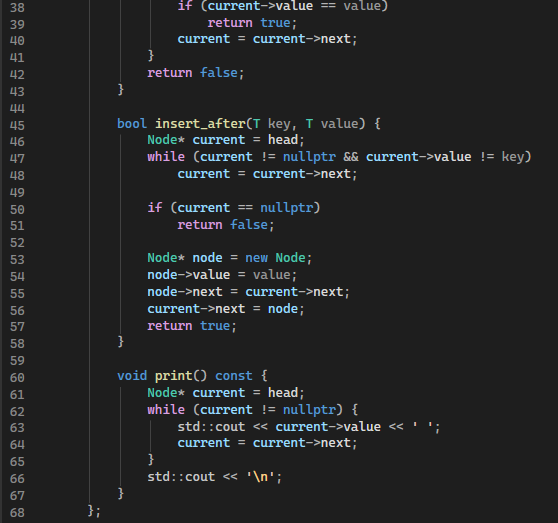 38                    if (current->value == value)
39                        return true;
40                    current = current->next;
41                }
42                return false;
43            }
44
45            bool insert_after(T key, T value) {
46                Node* current = head;
47                while (current != nullptr && current->value != key)
48                    current = current->next;
49
50                if (current == nullptr)
51                    return false;
52
53                Node* node = new Node;
54                node->value = value;
55                node->next = current->next;
56                current->next = node;
57                return true;
58            }
59
60            void print() const {
61                Node* current = head;
62                while (current != nullptr) {
63                    std::cout << current->value << ' ';
64                    current = current->next;
65                }
66                std::cout << '\n';
67            }
68        };